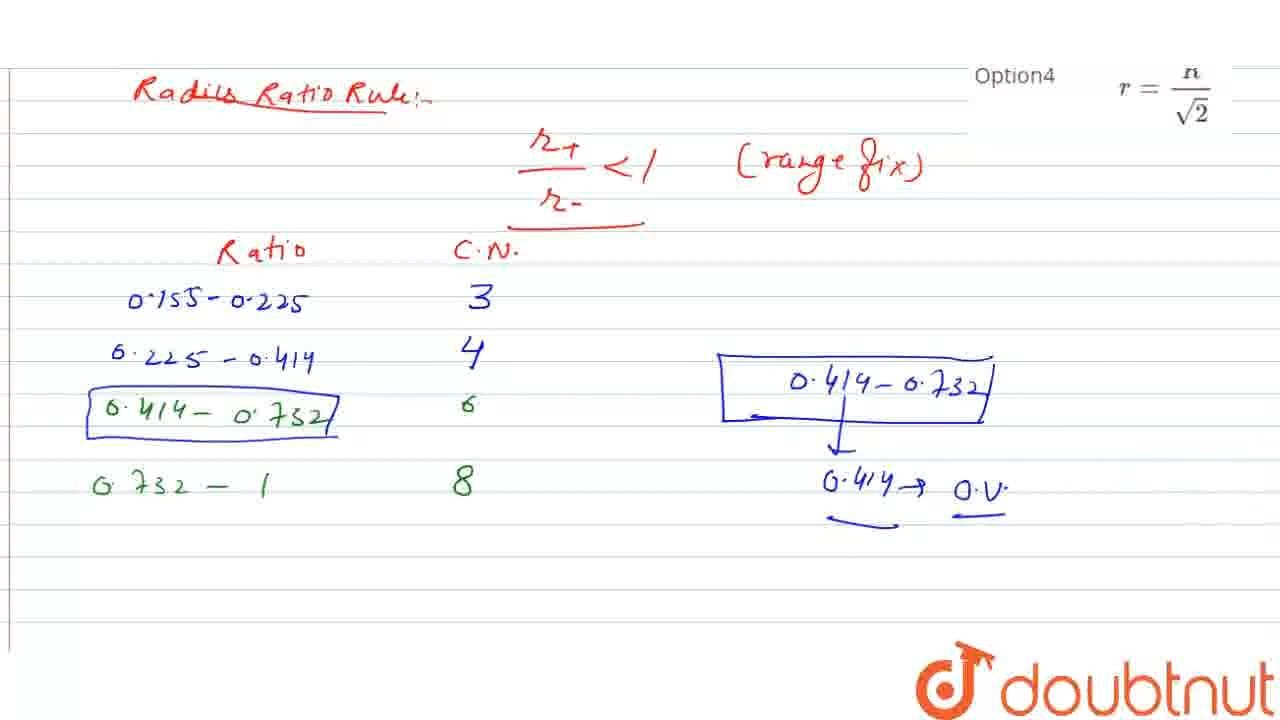 Option4 r = R/√2
Radius Ratio Rule:-
r+/r- < 1 (range fix)
Ratio C.N.
0.155 - 0.225 3
0.225 - 0.414 4
0.414 - 0.732 6
0.732 - 1 8
0.414 - 0.732
0.414 → O.V.
doubtnut